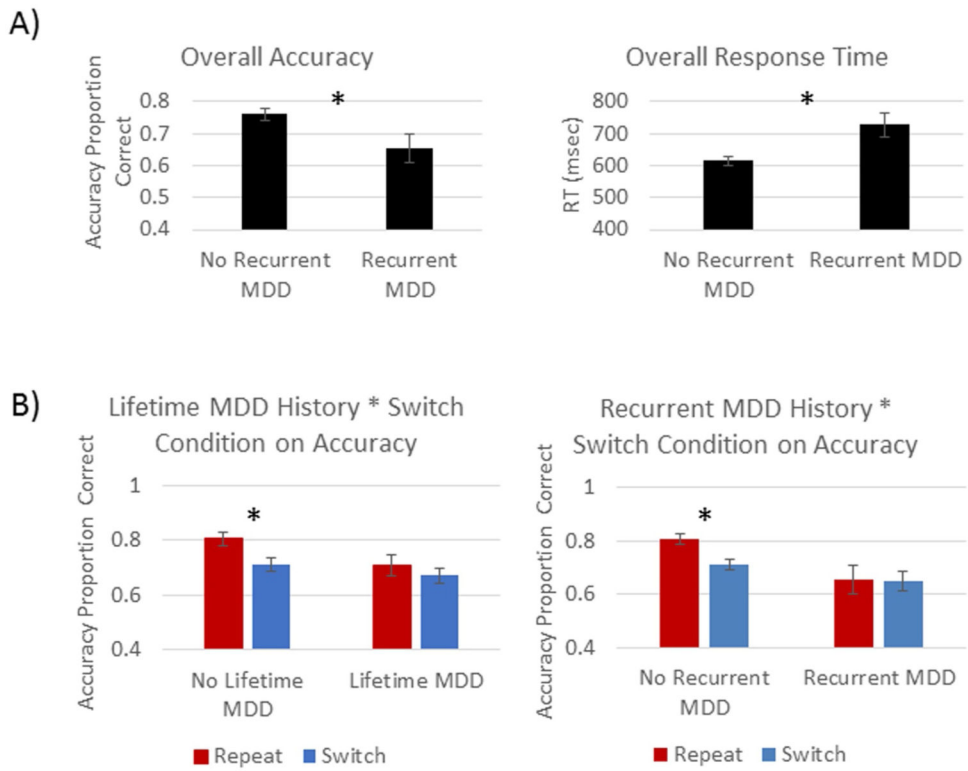 A)
Overall Accuracy
*
Accuracy Proportion
Correct
0.8
0.7
0.6
0.5
0.4
No Recurrent
MDD
Recurrent
MDD
Overall Response Time
*
RT (msec)
800
700
600
500
400
No Recurrent
MDD
Recurrent MDD
B)
Lifetime MDD History * Switch
Condition on Accuracy
Accuracy Proportion Correct
1
0.8
0.6
0.4
*
No Lifetime
MDD
Lifetime MDD
Repeat Switch
Recurrent MDD History *
Switch Condition on Accuracy
Accuracy Proportion Correct
1
0.8
0.6
0.4
*
No Recurrent
MDD
Recurrent MDD
Repeat Switch